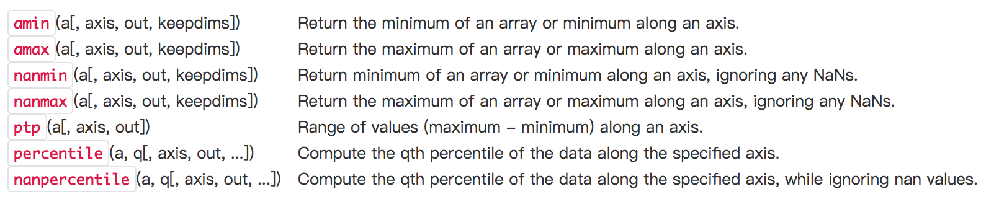 amin(a[, axis, out, keepdims]) Return the minimum of an array or minimum along an axis.
amax(a[, axis, out, keepdims]) Return the maximum of an array or maximum along an axis.
nanmin(a[, axis, out, keepdims]) Return minimum of an array or minimum along an axis, ignoring any NaNs.
nanmax(a[, axis, out, keepdims]) Return the maximum of an array or maximum along an axis, ignoring any NaNs.
ptp(a[, axis, out]) Range of values (maximum – minimum) along an axis.
percentile(a, q[, axis, out, ...]) Compute the qth percentile of the data along the specified axis.
nanpercentile(a, q[, axis, out, ...]) Compute the qth percentile of the data along the specified axis, while ignoring nan values.